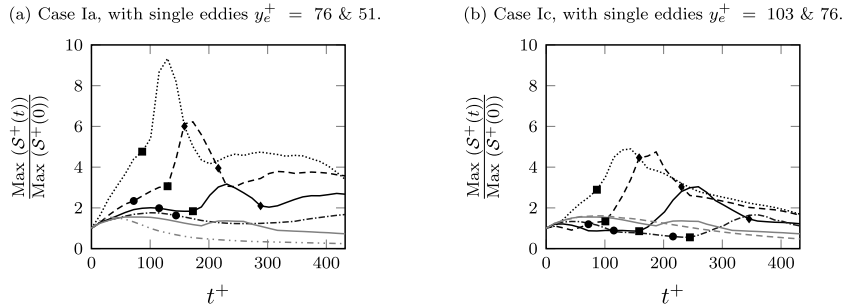 (a) Case Ia, with single eddies y_e^+ = 76 & 51.
10
8
6
4
2
0
Max (S^+(t))
Max (S^+(0))
0 100 200 300 400
t^+
(b) Case Ic, with single eddies y_e^+ = 103 & 76.
10
8
6
4
2
0
Max (S^+(t))
Max (S^+(0))
0 100 200 300 400
t^+